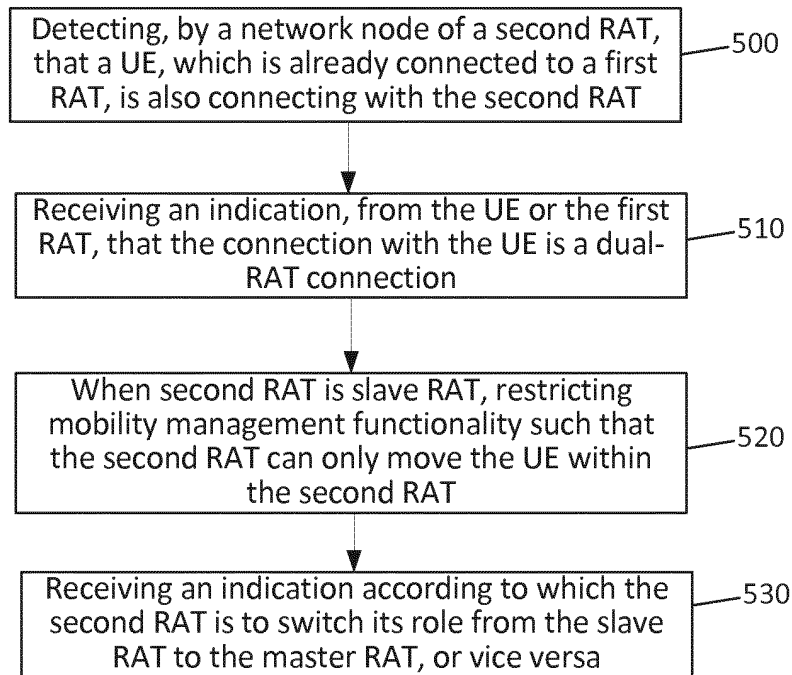 Detecting, by a network node of a second RAT,
that a UE, which is already connected to a first
RAT, is also connecting with the second RAT
500
Receiving an indication, from the UE or the first
RAT, that the connection with the UE is a dual-
RAT connection
510
When second RAT is slave RAT, restricting
mobility management functionality such that
the second RAT can only move the UE within
the second RAT
520
Receiving an indication according to which the
second RAT is to switch its role from the slave
RAT to the master RAT, or vice versa
530